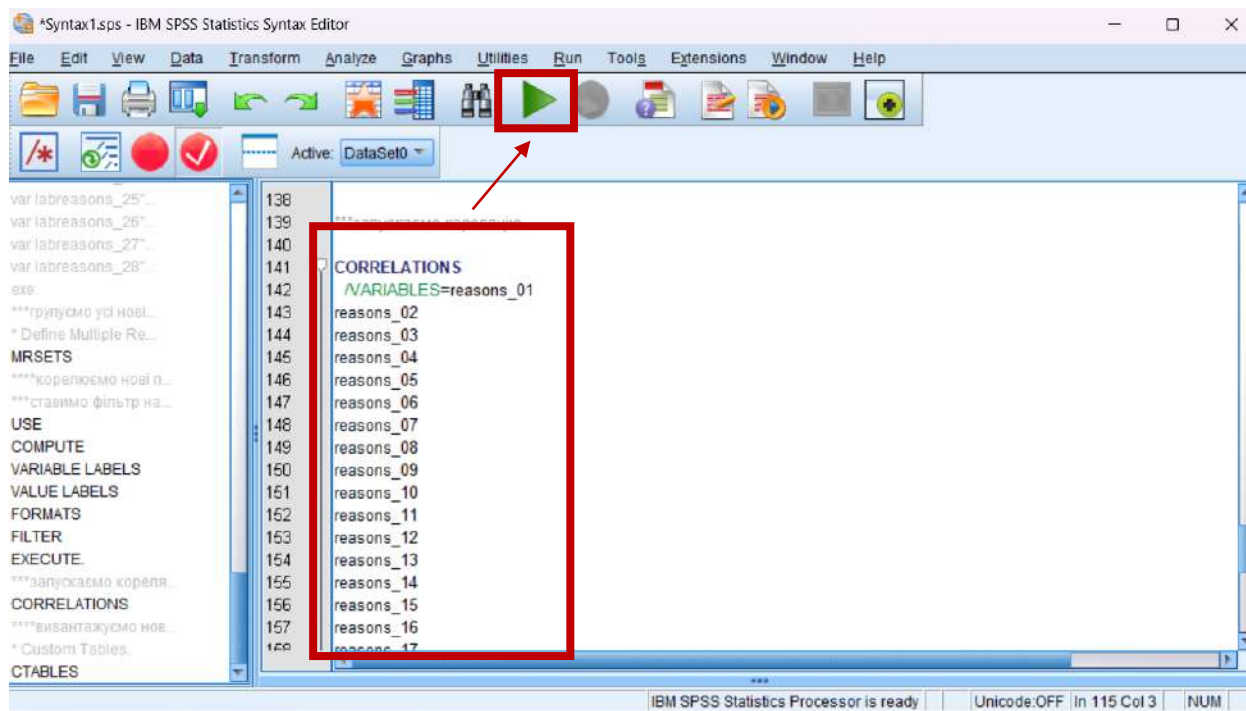 *Syntax1.sps - IBM SPSS Statistics Syntax Editor
File Edit View Data Transform Analyze Graphs Utilities Run Tools Extensions Window Help
Active: DataSet0
var labreasons_25"...
var labreasons_26"...
var labreasons_27"...
var labreasons_28"...
exe.
***групуємо усі нові...
* Define Multiple Re...
MRSETS
****корелюємо нові п...
***ставимо фільтр на...
USE
COMPUTE
VARIABLE LABELS
VALUE LABELS
FORMATS
FILTER
EXECUTE.
***запускаємо кореля...
CORRELATIONS
****вивантажуємо нов...
* Custom Tables.
CTABLES
138
139 ***запускаємо кореляцію
140
141 CORRELATIONS
142 /VARIABLES=reasons_01
143 reasons_02
144 reasons_03
145 reasons_04
146 reasons_05
147 reasons_06
148 reasons_07
149 reasons_08
150 reasons_09
151 reasons_10
152 reasons_11
153 reasons_12
154 reasons_13
155 reasons_14
156 reasons_15
157 reasons_16
158 reasons_17
IBM SPSS Statistics Processor is ready Unicode:OFF In 115 Col 3 NUM